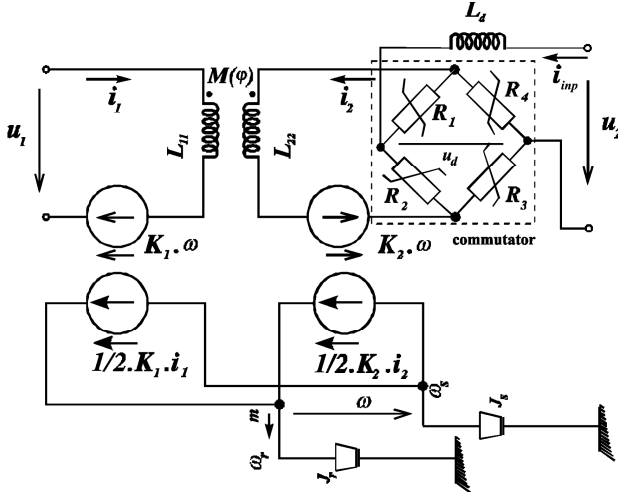 L_d
M(φ)
i_1
i_2
i_inp
R_1
R_4
u_1
L_11
L_22
u_d
u_2
R_2
R_3
commutator
K_1.ω
K_2.ω
1/2.K_1.i_1
1/2.K_2.i_2
ω_s
J_s
m
ω
ω_r
J_r